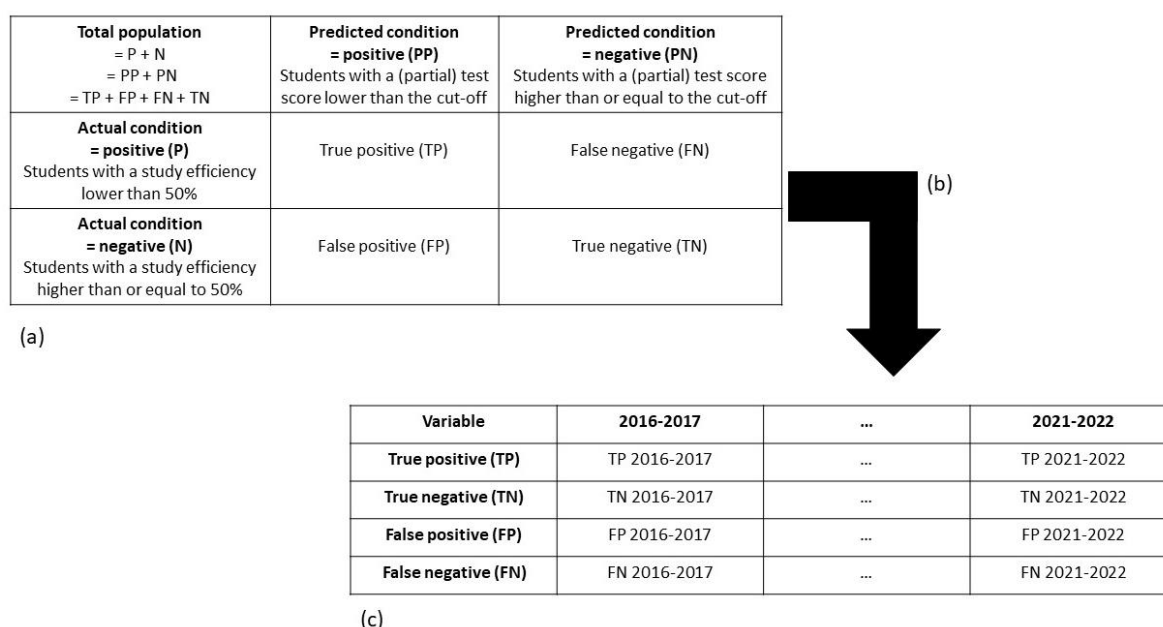 Total population
= P + N
= PP + PN
= TP + FP + FN + TN
Predicted condition
= positive (PP)
Students with a (partial) test
score lower than the cut-off
Predicted condition
= negative (PN)
Students with a (partial) test score
higher than or equal to the cut-off
Actual condition
= positive (P)
Students with a study efficiency
lower than 50%
True positive (TP)
False negative (FN)
Actual condition
= negative (N)
Students with a study efficiency
higher than or equal to 50%
False positive (FP)
True negative (TN)
(a)
(b)
Variable 2016-2017 ... 2021-2022
True positive (TP) TP 2016-2017 ... TP 2021-2022
True negative (TN) TN 2016-2017 ... TN 2021-2022
False positive (FP) FP 2016-2017 ... FP 2021-2022
False negative (FN) FN 2016-2017 ... FN 2021-2022
(c)